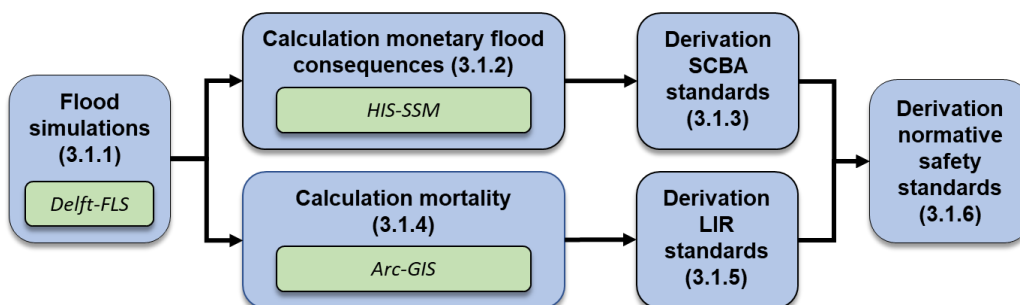 Flood
simulations
(3.1.1)
Delft-FLS
Calculation monetary flood
consequences (3.1.2)
HIS-SSM
Derivation
SCBA
standards
(3.1.3)
Calculation mortality
(3.1.4)
Arc-GIS
Derivation
LIR
standards
(3.1.5)
Derivation
normative
safety
standards
(3.1.6)